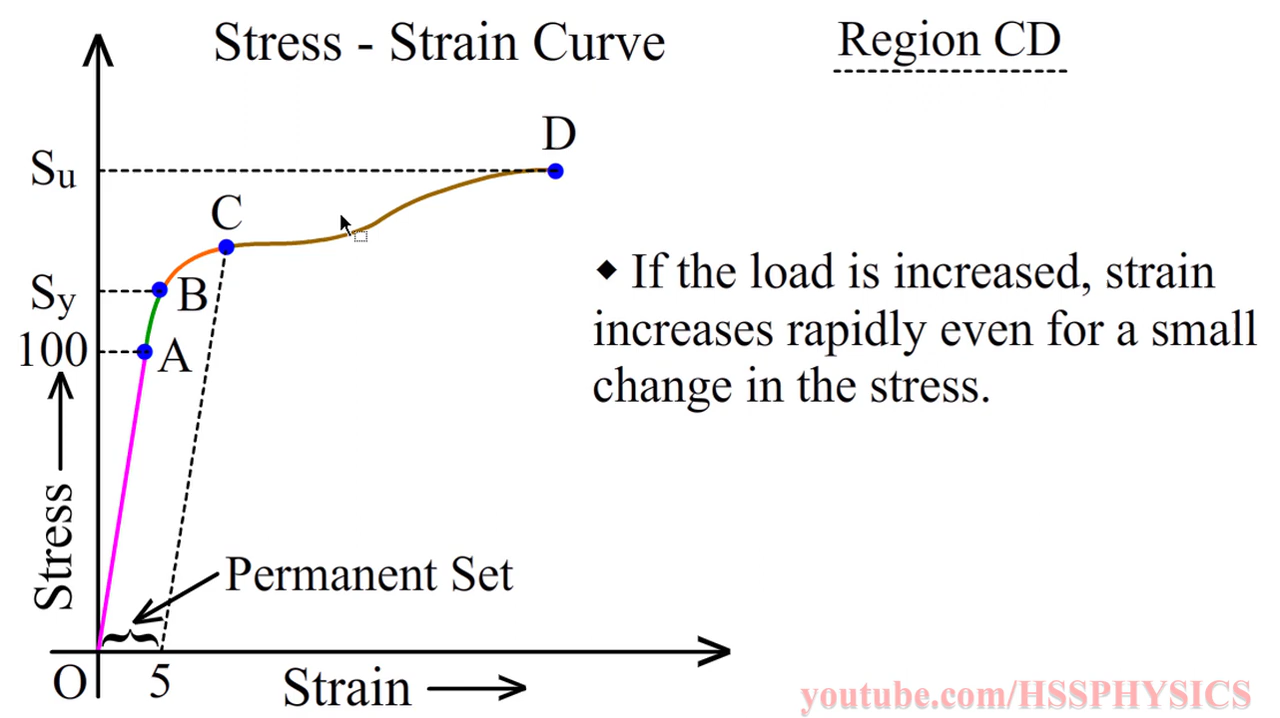 Stress - Strain Curve
Region CD
D
Su
C
Sy
B
100
A
◆ If the load is increased, strain
increases rapidly even for a small
change in the stress.
Stress
Permanent Set
O
5
Strain
youtube.com/HSSPHYSICS